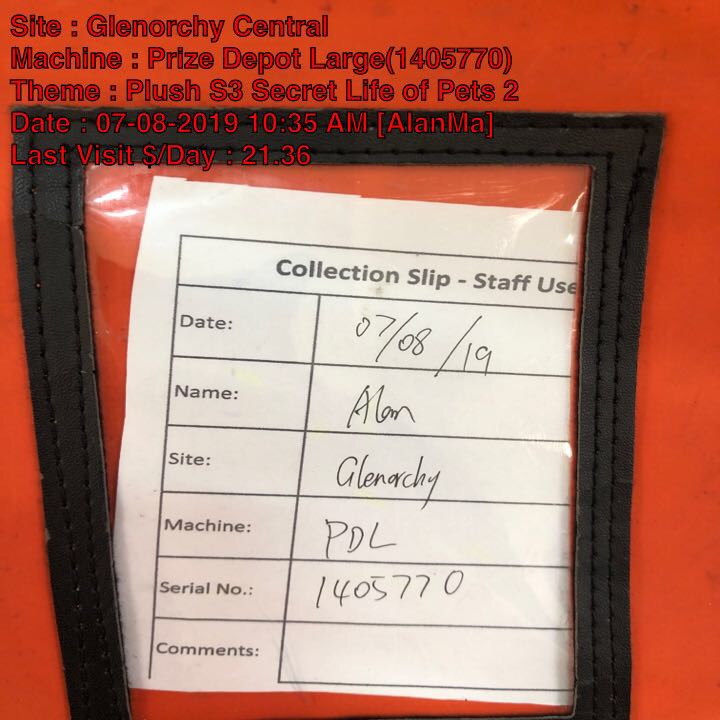 Site : Glenorchy Central
Machine : Prize Depot Large(1405770)
Theme : Plush S3 Secret Life of Pets 2
Date : 07-08-2019 10:35 AM [AlanMa]
Last Visit $/Day : 21.36
Collection Slip - Staff Use
Date: 07/08/19
Name: Alan
Site: Glenorchy
Machine: PDL
Serial No.: 1405770
Comments: